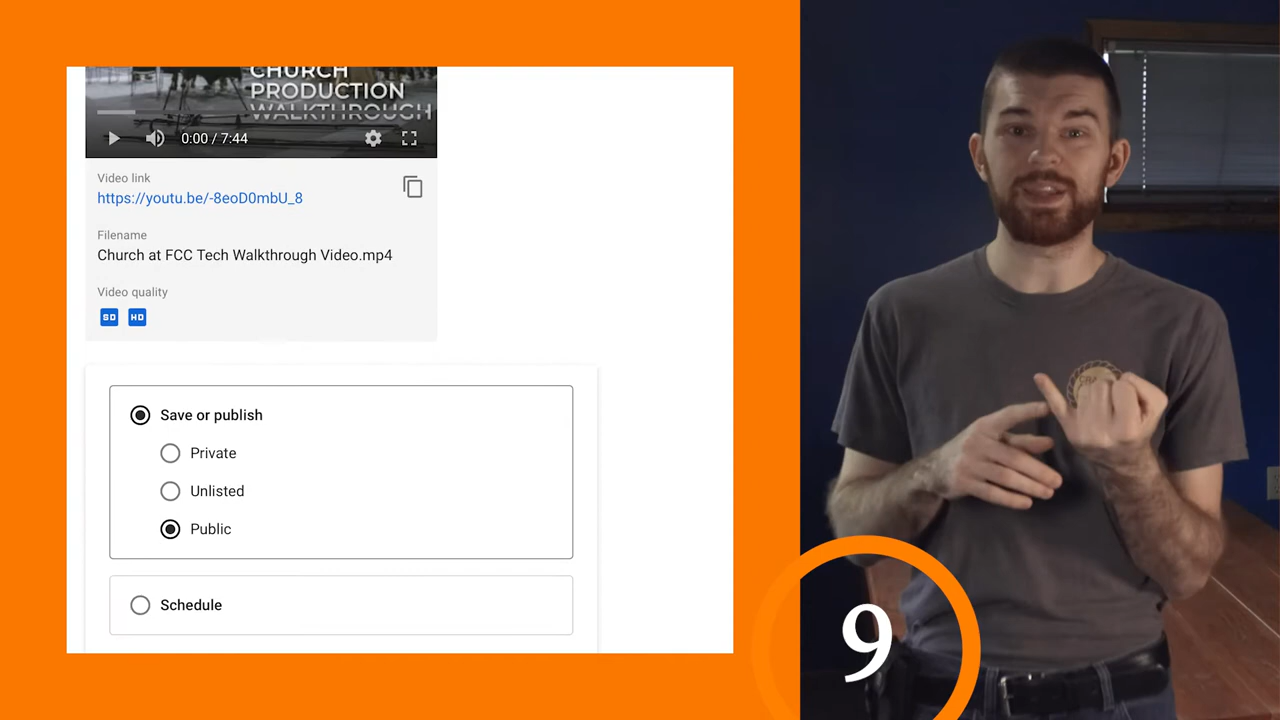 CHURCH
PRODUCTION
WALKTHROUGH
0:00 / 7:44
Video link
https://youtu.be/-8eoD0mbU_8
Filename
Church at FCC Tech Walkthrough Video.mp4
Video quality
SD HD
Save or publish
Private
Unlisted
Public
Schedule
9